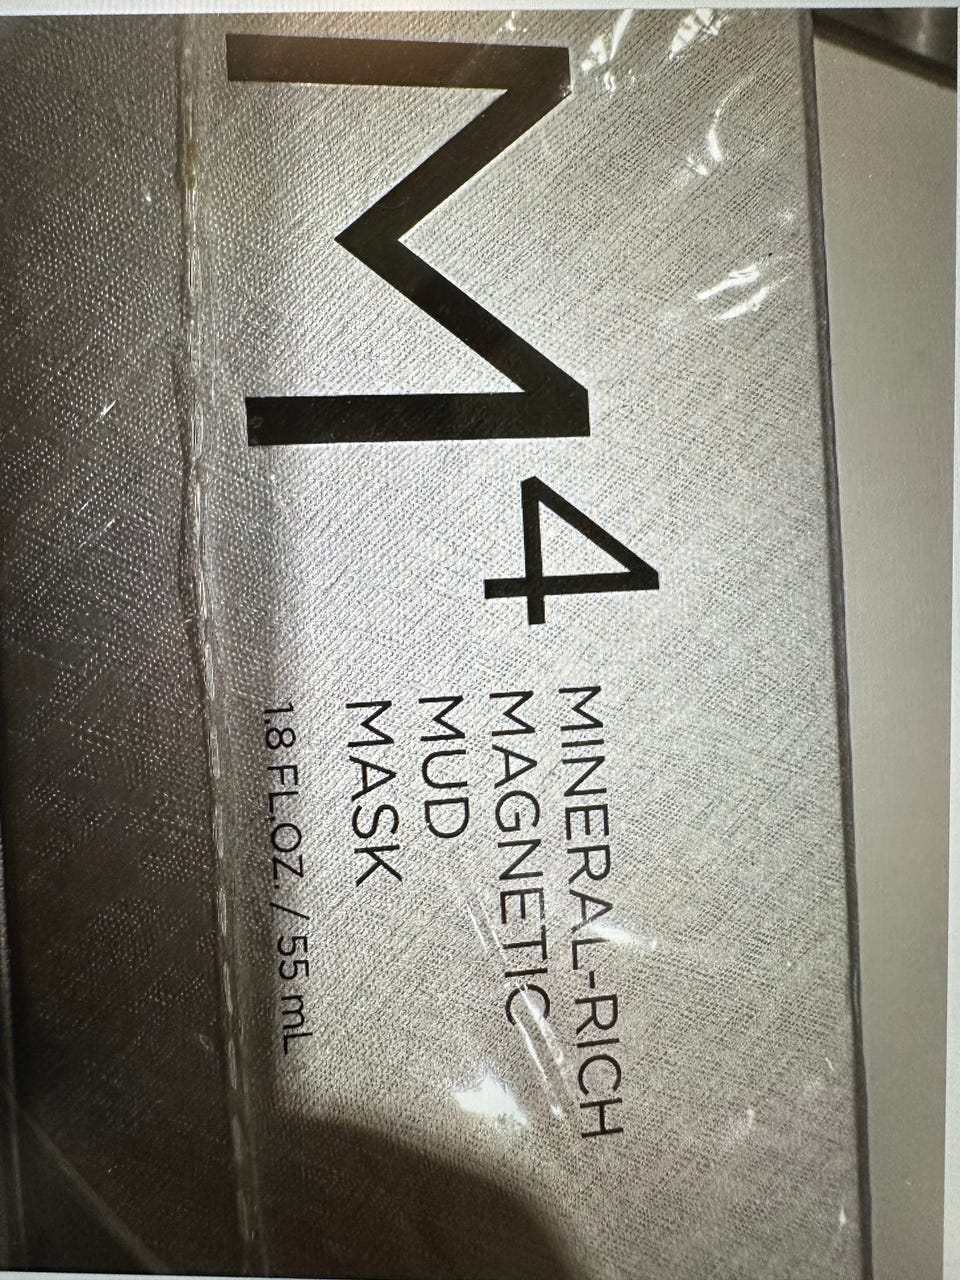 M4
MINERAL-RICH
MAGNETIC
MUD
MASK
1.8 FL.OZ. / 55 mL